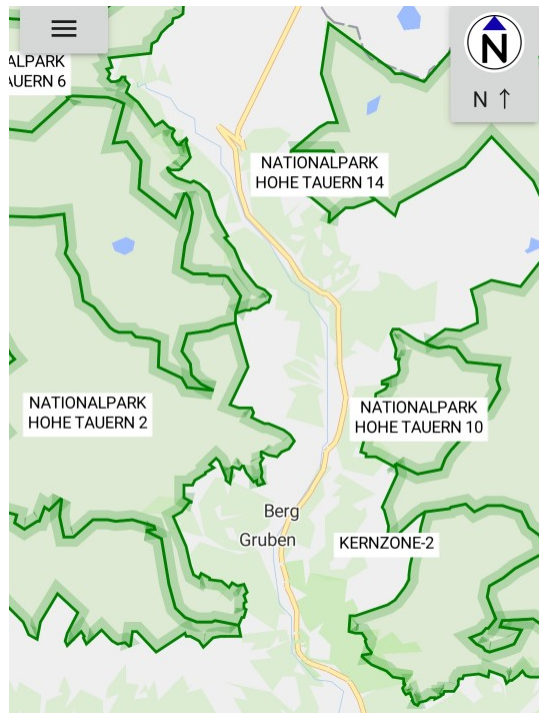 ALPARK
AUERN 6
N
N ↑
NATIONALPARK
HOHE TAUERN 14
NATIONALPARK
HOHE TAUERN 2
NATIONALPARK
HOHE TAUERN 10
Berg
Gruben
KERNZONE-2